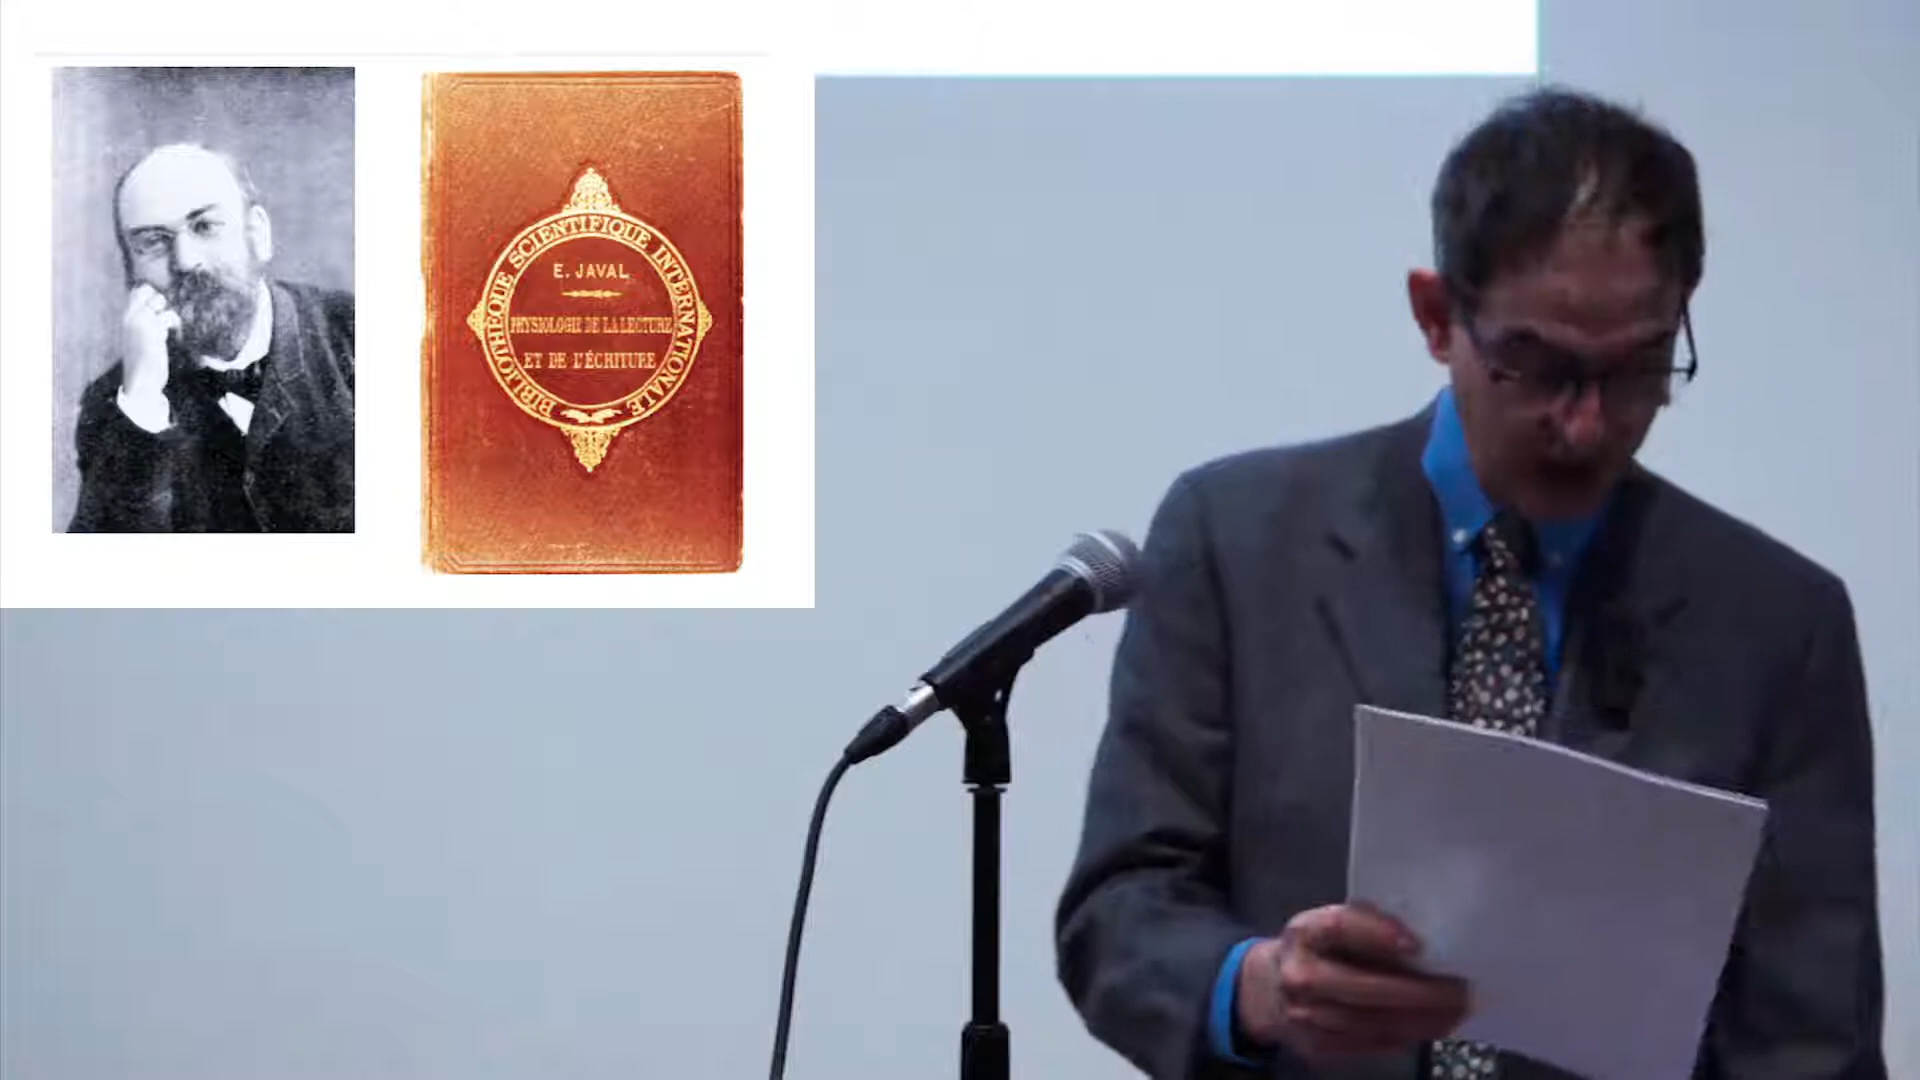 BIBLIOTHÈQUE SCIENTIFIQUE INTERNATIONALE
E. JAVAL
PHYSIOLOGIE DE LA LECTURE
ET DE L'ÉCRITURE